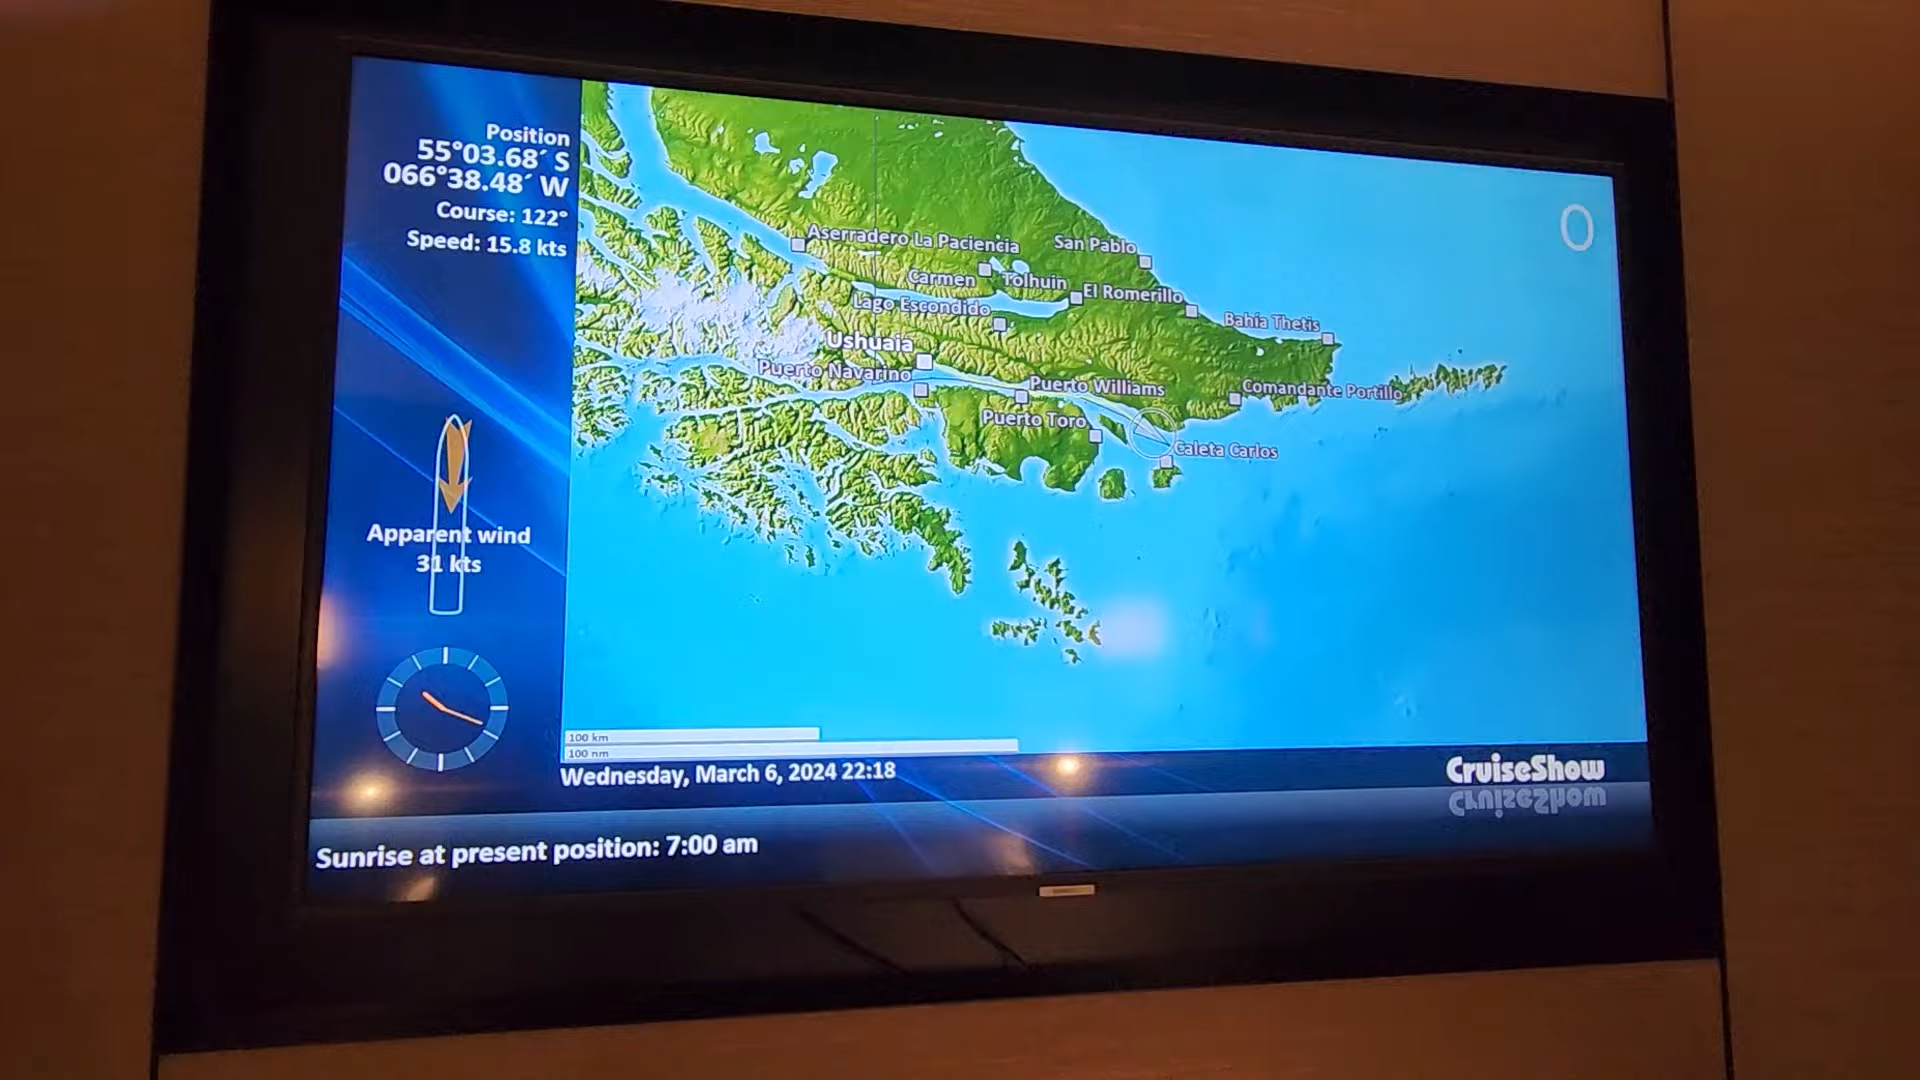 Position
55°03.68´ S
066°38.48´ W
Course: 122°
Speed: 15.8 kts
Apparent wind
31 kts
Aserradero La Paciencia
San Pablo
Carmen
Tolhuin
El Romerillo
Lago Escondido
Bahía Thetis
Ushuaia
Puerto Navarino
Puerto Williams
Comandante Portillo
Puerto Toro
Caleta Carlos
0
100 km
100 nm
Wednesday, March 6, 2024 22:18
CruiseShow
Sunrise at present position: 7:00 am